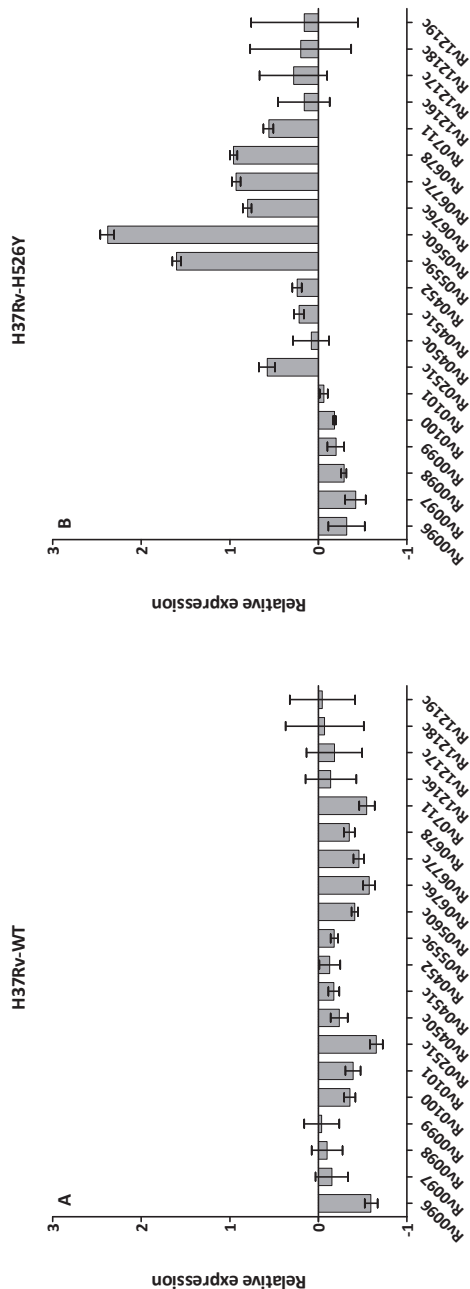 H37Rv-WT
A
Relative expression
3
2
1
0
-1
Rv0096
Rv0097
Rv0098
Rv0099
Rv0100
Rv0101
Rv0251c
Rv0450c
Rv0451c
Rv0452
Rv0559c
Rv0560c
Rv0676c
Rv0677c
Rv0678
Rv0711
Rv1216c
Rv1217c
Rv1218c
Rv1219c
H37Rv-H526Y
B
Relative expression
3
2
1
0
-1
Rv0096
Rv0097
Rv0098
Rv0099
Rv0100
Rv0101
Rv0251c
Rv0450c
Rv0451c
Rv0452
Rv0559c
Rv0560c
Rv0676c
Rv0677c
Rv0678
Rv0711
Rv1216c
Rv1217c
Rv1218c
Rv1219c